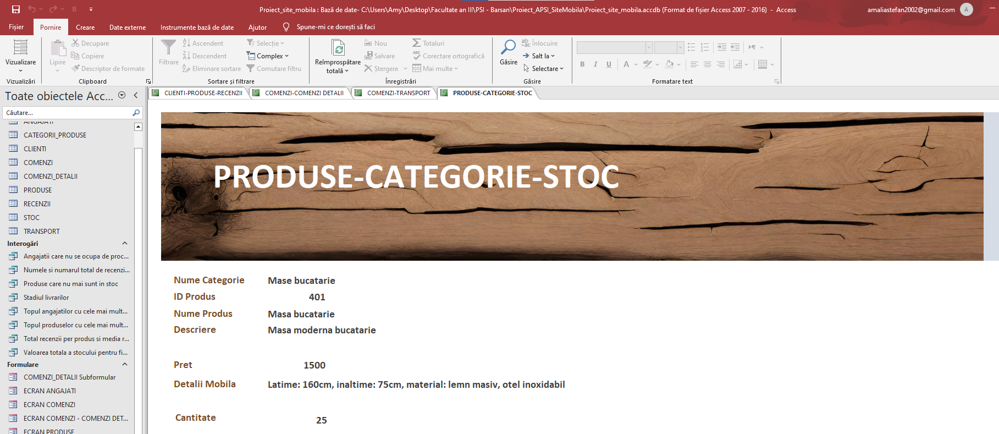 Proiect_site_mobila : Bază de date- C:\Users\Amy\Desktop\Facultate an III\PSI - Barsan\Proiect_APSI_SiteMobila\Proiect_site_mobila.accdb (Format de fișier Access 2007 - 2016) - Access
amaliastefan2002@gmail.com A
Fișier Pornire Creare Date externe Instrumente bază de date Ajutor Spune-mi ce dorești să faci
Vizualizare
Vizualizări
Lipire
Decupare
Copiere
Descriptor de formate
Clipboard
Filtrare
Ascendent
Descendent
Eliminare sortare
Selecție
Complex
Comutare filtru
Sortare și filtrare
Reîmprospătare
totală
Nou
Salvare
Ștergere
Totaluri
Corectare ortografică
Mai multe
Înregistrări
Găsire
Înlocuire
Salt la
Selectare
Găsire
B I U A
Formatare text
Toate obiectele Acc...
Căutare...
ANGAJATI
CATEGORII_PRODUSE
CLIENTI
COMENZI
COMENZI_DETALII
PRODUSE
RECENZII
STOC
TRANSPORT
Interogări
Angajatii care nu se ocupa de proc...
Numele si numarul total de recenzi...
Produse care nu mai sunt in stoc
Stadiul livrarilor
Topul angajatilor cu cele mai mult...
Topul produselor cu cele mai mult...
Total recenzii per produs si media r...
Valoarea totala a stocului pentru fi...
Formulare
COMENZI_DETALII Subformular
ECRAN ANGAJATI
ECRAN COMENZI
ECRAN COMENZI - COMENZI DET...
ECRAN PRODUSE
CLIENTI-PRODUSE-RECENZII COMENZI-COMENZI DETALII COMENZI-TRANSPORT PRODUSE-CATEGORIE-STOC
PRODUSE-CATEGORIE-STOC
Nume Categorie Mase bucatarie
ID Produs 401
Nume Produs Masa bucatarie
Descriere Masa moderna bucatarie
Pret 1500
Detalii Mobila Latime: 160cm, inaltime: 75cm, material: lemn masiv, otel inoxidabil
Cantitate 25